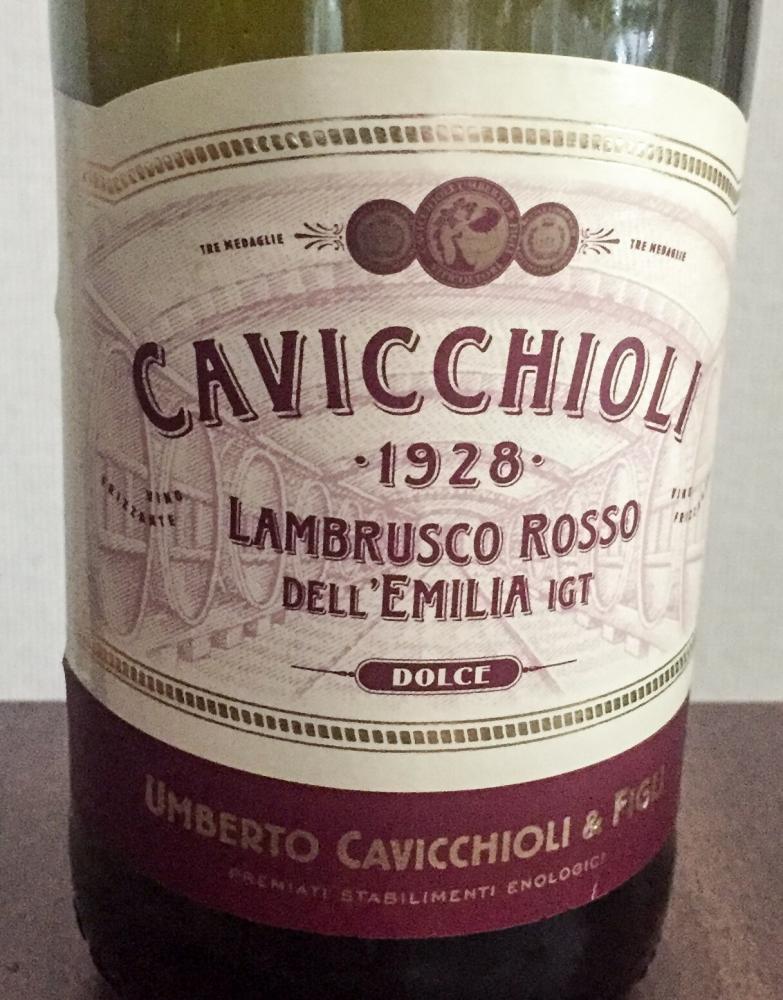 TRE MEDAGLIE
TRE MEDAGLIE
CAVICCHIOLI
·1928·
VINO
FRIZZANTE
LAMBRUSCO ROSSO
DELL'EMILIA IGT
DOLCE
UMBERTO CAVICCHIOLI & FIGLI
PREMIATI STABILIMENTI ENOLOGICI